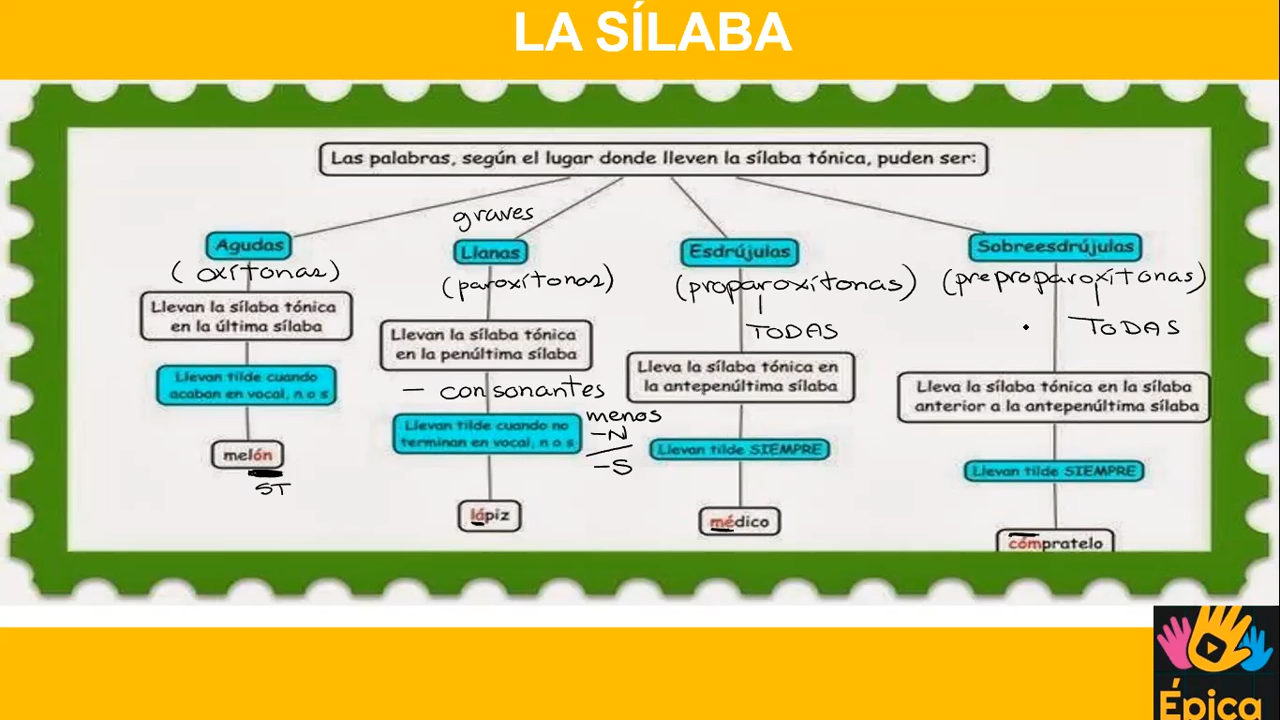 LA SÍLABA
Las palabras, según el lugar donde lleven la sílaba tónica, puden ser:
graves
Agudas
(oxítonas)
Llevan la sílaba tónica
en la última sílaba
Llevan tilde cuando
acaban en vocal, n o s
melón
ST
Llanas
(paroxítonas)
Llevan la sílaba tónica
en la penúltima sílaba
- consonantes
menos
-N
-S
Llevan tilde cuando no
terminan en vocal, n o s
lápiz
Esdrújulas
(proparoxítonas)
TODAS
Lleva la sílaba tónica en
la antepenúltima sílaba
Llevan tilde SIEMPRE
médico
Sobreesdrújulas
(preproparoxítonas)
TODAS
Lleva la sílaba tónica en la sílaba
anterior a la antepenúltima sílaba
Llevan tilde SIEMPRE
cómpratelo
Épica